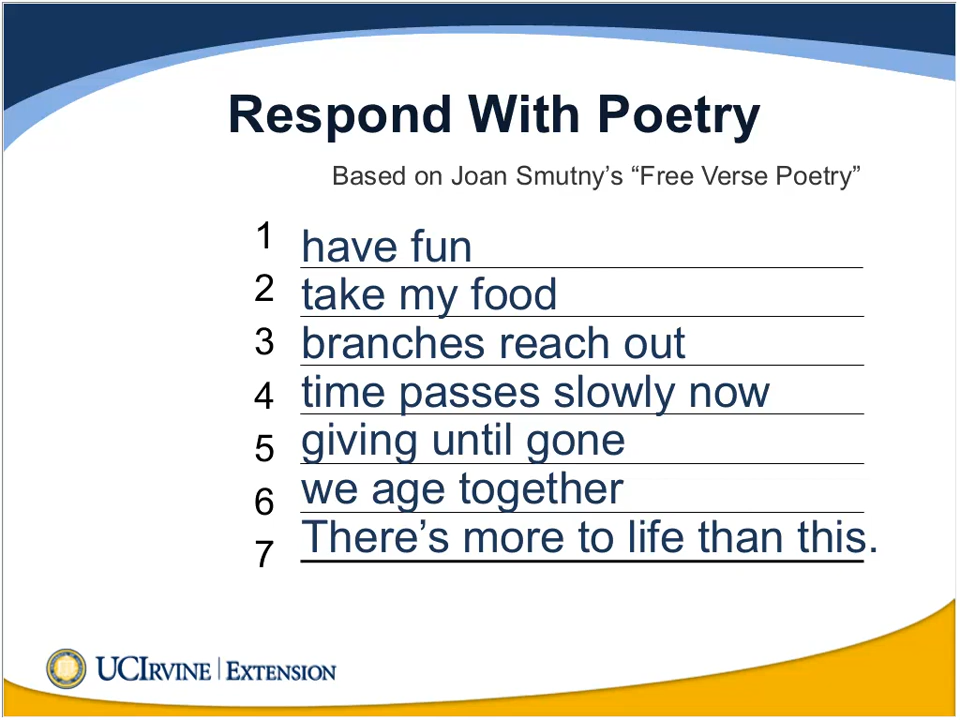 Respond With Poetry
Based on Joan Smutny’s “Free Verse Poetry”
1 have fun
2 take my food
3 branches reach out
4 time passes slowly now
5 giving until gone
6 we age together
7 There’s more to life than this.
UCIRVINE | EXTENSION